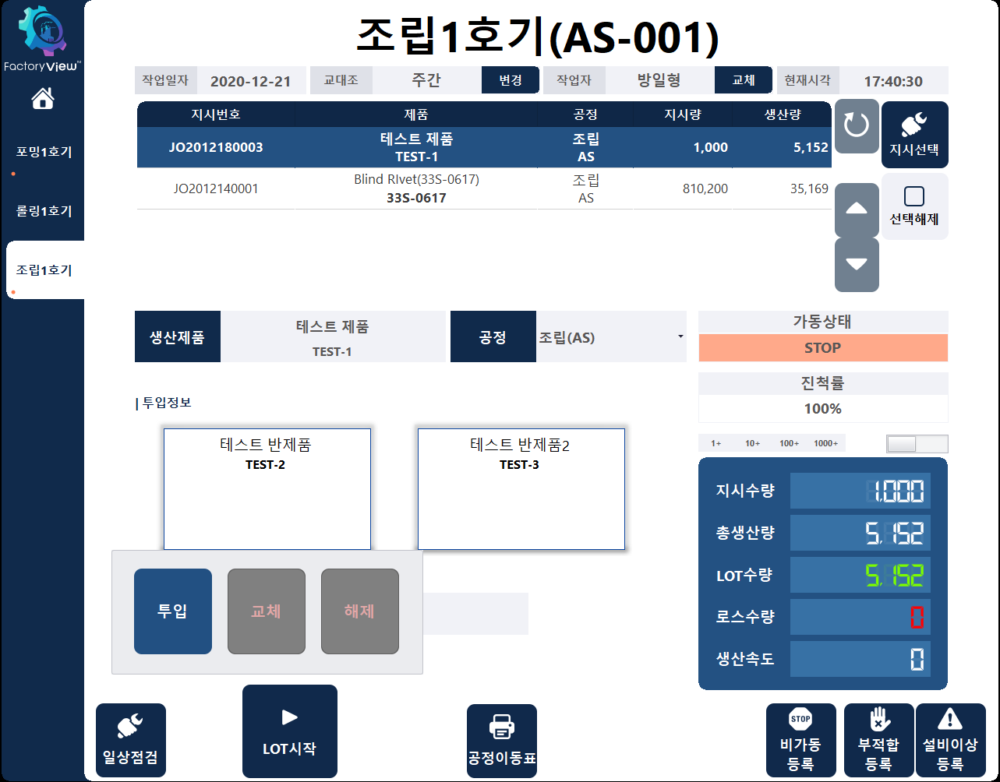 조립1호기(AS-001)
FactoryView™
작업일자 2020-12-21 교대조 주간 변경 작업자 방일형 교체 현재시각 17:40:30
포밍1호기
롤링1호기
조립1호기
지시번호 제품 공정 지시량 생산량
JO2012180003 테스트 제품 조립 1,000 5,152
TEST-1 AS
JO2012140001 Blind RIvet(33S-0617) 조립 810,200 35,169
33S-0617 AS
지시선택
선택해제
생산제품 테스트 제품 공정 조립(AS)
TEST-1
가동상태
STOP
진척률
100%
| 투입정보
테스트 반제품 테스트 반제품2
TEST-2 TEST-3
1+ 10+ 100+ 1000+
지시수량 1,000
총생산량 5,152
LOT수량 5,152
로스수량 0
생산속도 0
투입 교체 해제
일상점검
LOT시작
공정이동표
STOP
비가동
등록
부적합
등록
설비이상
등록